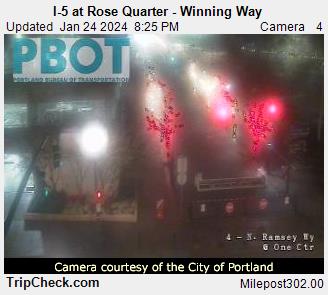 I-5 at Rose Quarter - Winning Way
Updated Jan 24 2024 8:25 PM Camera 4
PBOT
PORTLAND BUREAU OF TRANSPORTATION
4 - N. Ramsey Wy
@ One Ctr
Camera courtesy of the City of Portland
TripCheck.com Milepost302.00